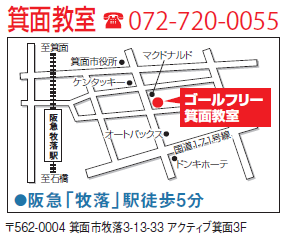 箕面教室 ☎ 072-720-0055
至箕面
箕面市役所
マクドナルド
ケンタッキー
ゴールフリー
箕面教室
阪急牧落駅
オートバックス
国道171号線
ドンキホーテ
至石橋
●阪急「牧落」駅徒歩5分
〒562-0004 箕面市牧落3-13-33 アクティブ箕面3F